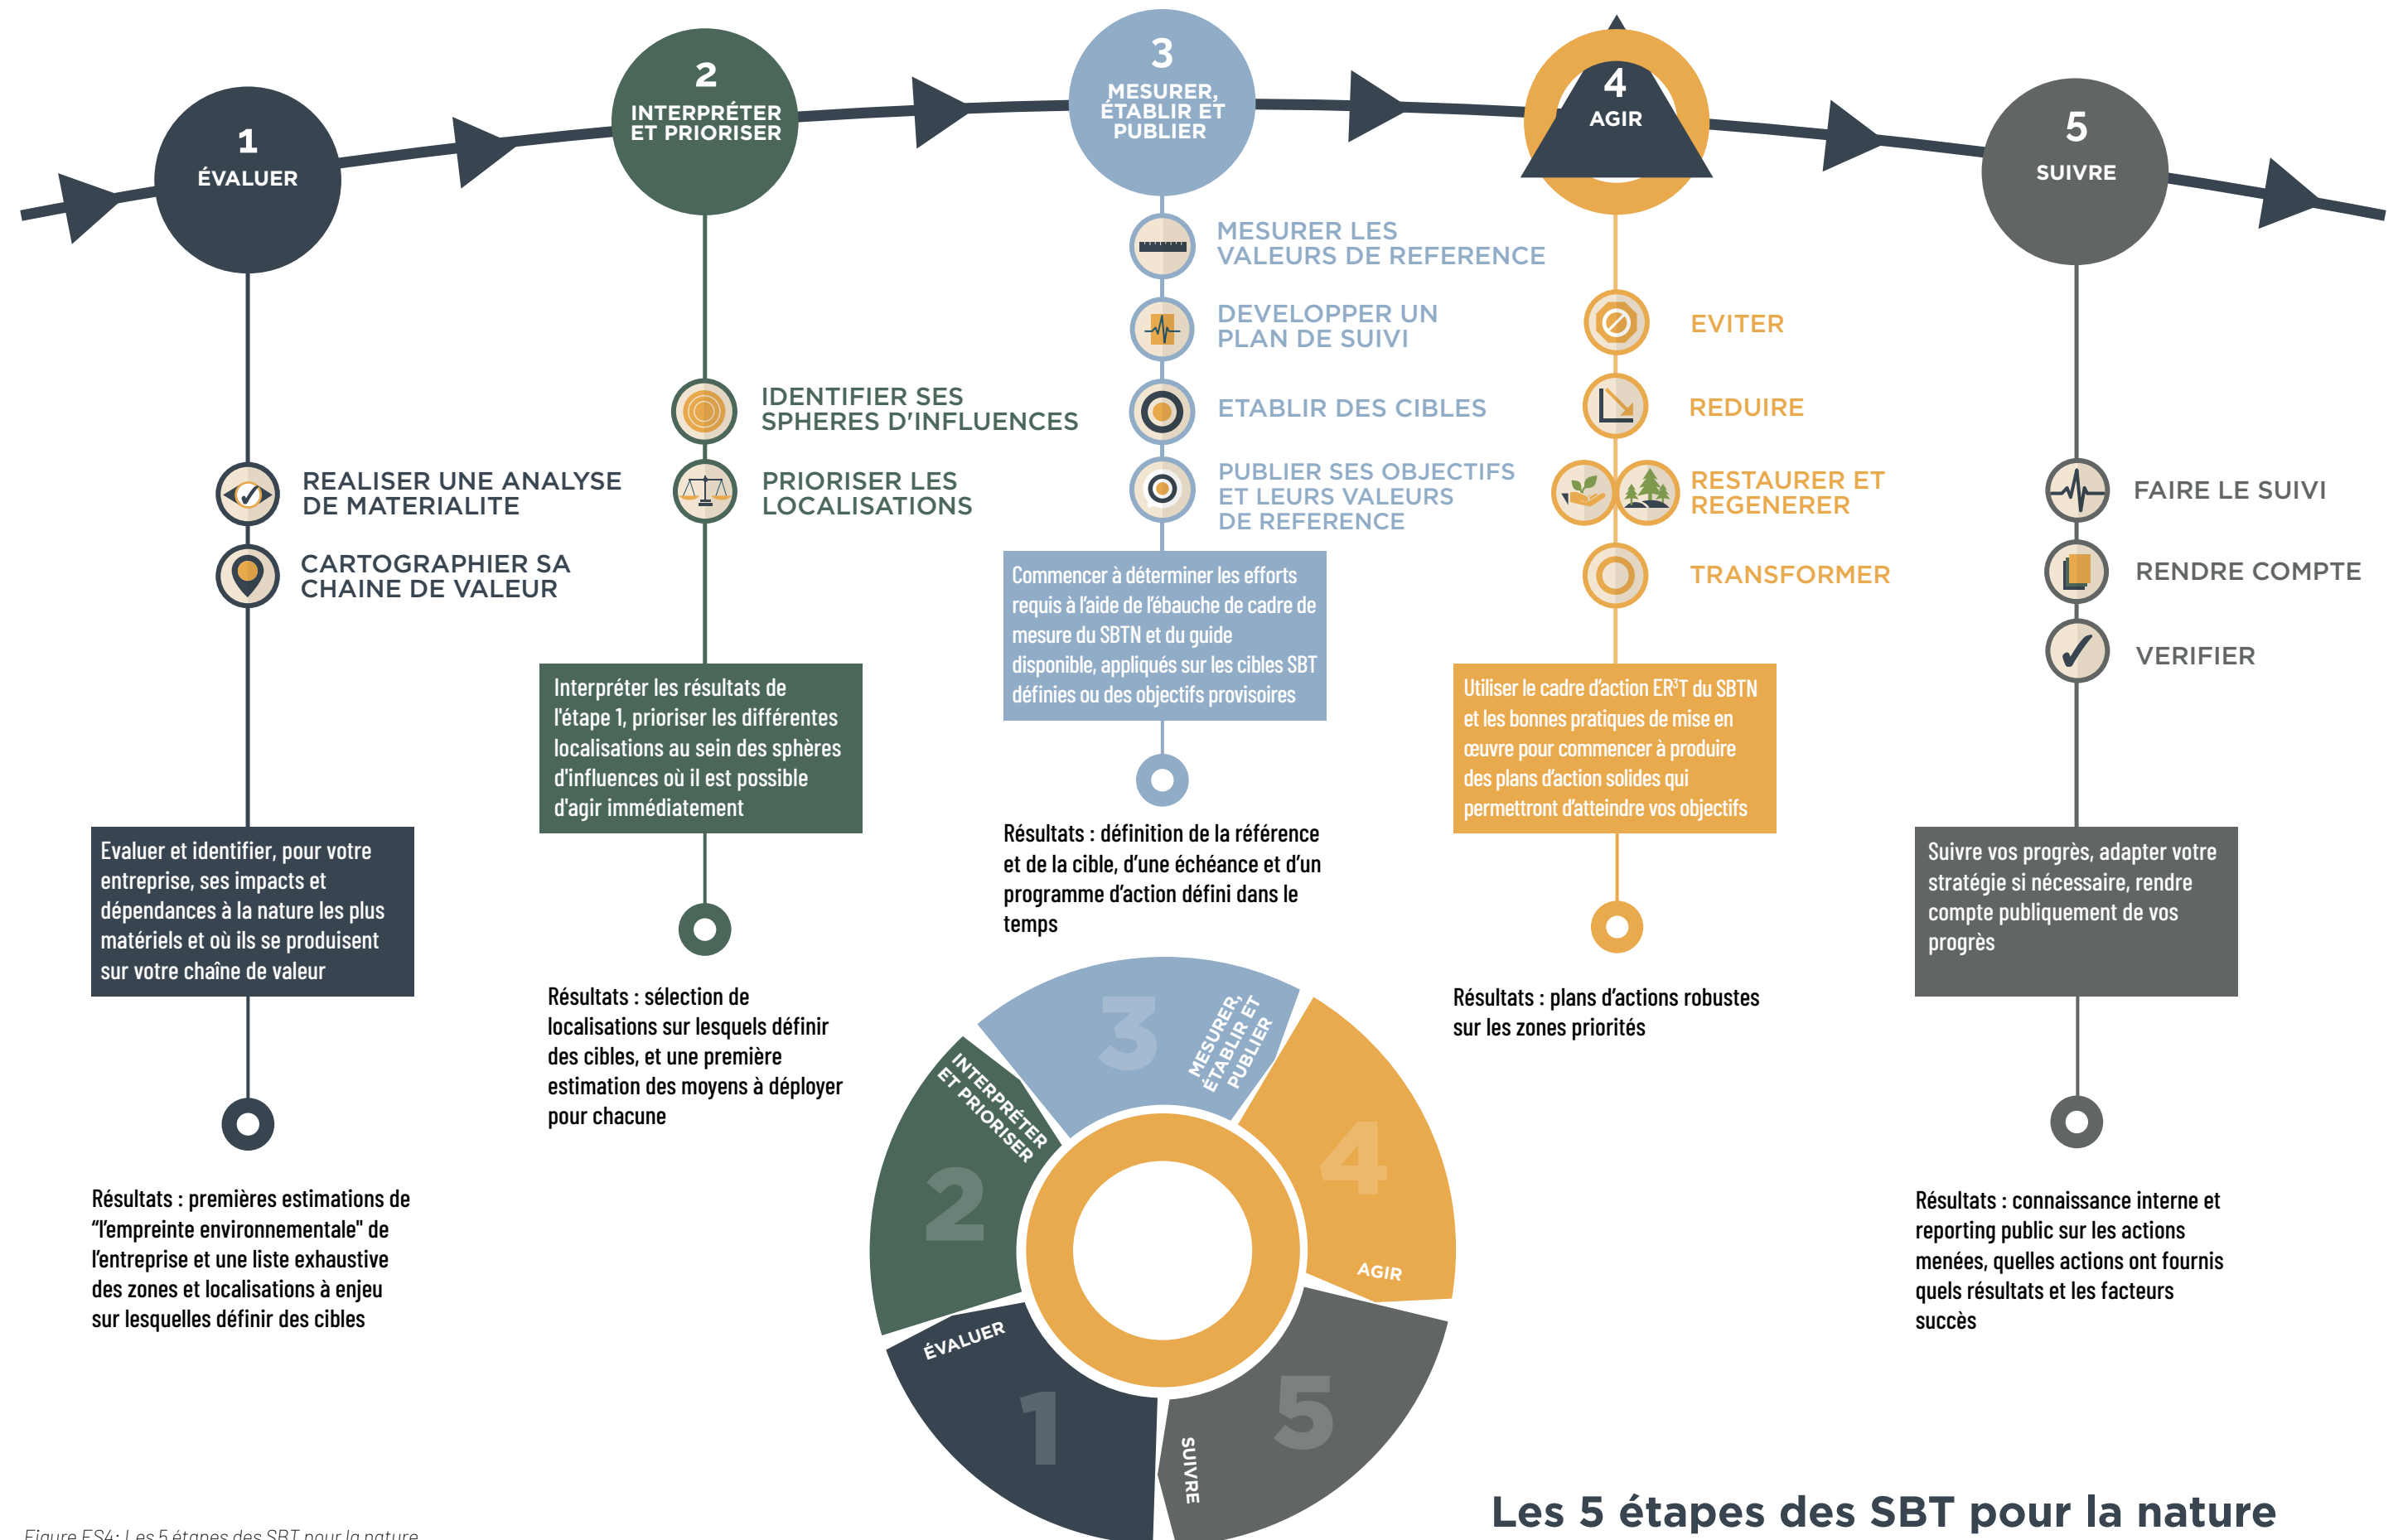 1
ÉVALUER
REALISER UNE ANALYSE
DE MATERIALITE
CARTOGRAPHIER SA
CHAINE DE VALEUR
Evaluer et identifier, pour votre
entreprise, ses impacts et
dépendances à la nature les plus
matériels et où ils se produisent
sur votre chaîne de valeur
Résultats : premières estimations de
“l’empreinte environnementale" de
l’entreprise et une liste exhaustive
des zones et localisations à enjeu
sur lesquelles définir des cibles
2
INTERPRÉTER
ET PRIORISER
IDENTIFIER SES
SPHERES D'INFLUENCES
PRIORISER LES
LOCALISATIONS
Interpréter les résultats de
l'étape 1, prioriser les différentes
localisations au sein des sphères
d'influences où il est possible
d'agir immédiatement
Résultats : sélection de
localisations sur lesquels définir
des cibles, et une première
estimation des moyens à déployer
pour chacune
3
MESURER,
ÉTABLIR ET
PUBLIER
MESURER LES
VALEURS DE REFERENCE
DEVELOPPER UN
PLAN DE SUIVI
ETABLIR DES CIBLES
PUBLIER SES OBJECTIFS
ET LEURS VALEURS
DE REFERENCE
Commencer à déterminer les efforts
requis à l’aide de l’ébauche de cadre de
mesure du SBTN et du guide
disponible, appliqués sur les cibles SBT
définies ou des objectifs provisoires
Résultats : définition de la référence
et de la cible, d’une échéance et d’un
programme d’action défini dans le
temps
4
AGIR
EVITER
REDUIRE
RESTAURER ET
REGENERER
TRANSFORMER
Utiliser le cadre d’action ER³T du SBTN
et les bonnes pratiques de mise en
œuvre pour commencer à produire
des plans d’action solides qui
permettront d’atteindre vos objectifs
Résultats : plans d’actions robustes
sur les zones priorités
5
SUIVRE
FAIRE LE SUIVI
RENDRE COMPTE
VERIFIER
Suivre vos progrès, adapter votre
stratégie si nécessaire, rendre
compte publiquement de vos
progrès
Résultats : connaissance interne et
reporting public sur les actions
menées, quelles actions ont fournis
quels résultats et les facteurs
succès
1
ÉVALUER
2
INTERPRÉTER
ET PRIORISER
3
MESURER,
ÉTABLIR ET
PUBLIER
4
AGIR
5
SUIVRE
Les 5 étapes des SBT pour la nature
Figure ES4: Les 5 étapes des SBT pour la nature